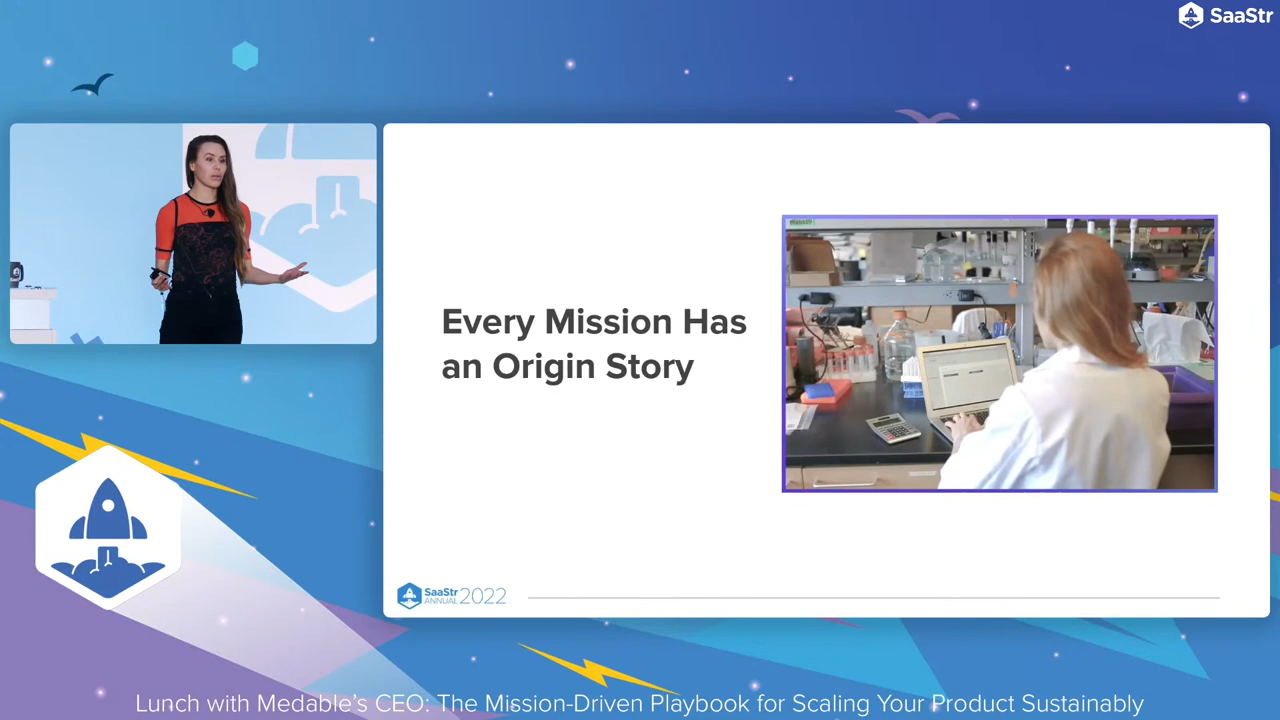 SaaStr
Every Mission Has
an Origin Story
SaaStr
ANNUAL 2022
Lunch with Medable's CEO: The Mission-Driven Playbook for Scaling Your Product Sustainably